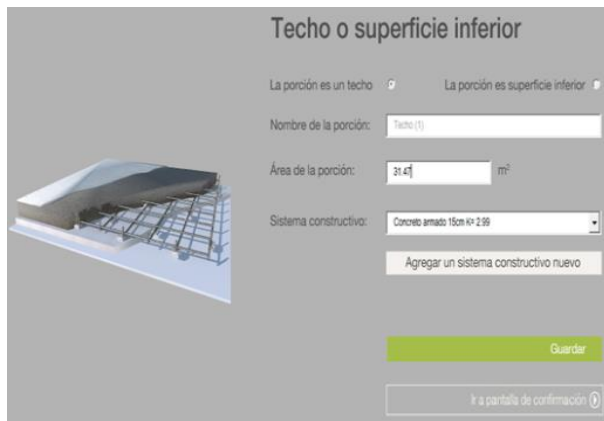 Techo o superficie inferior
La porción es un techo La porción es superficie inferior
Nombre de la porción: Techo (1)
Área de la porción: 31.47 m²
Sistema constructivo: Concreto armado 15cm K= 2.99
Agregar un sistema constructivo nuevo
Guardar
Ir a pantalla de confirmación